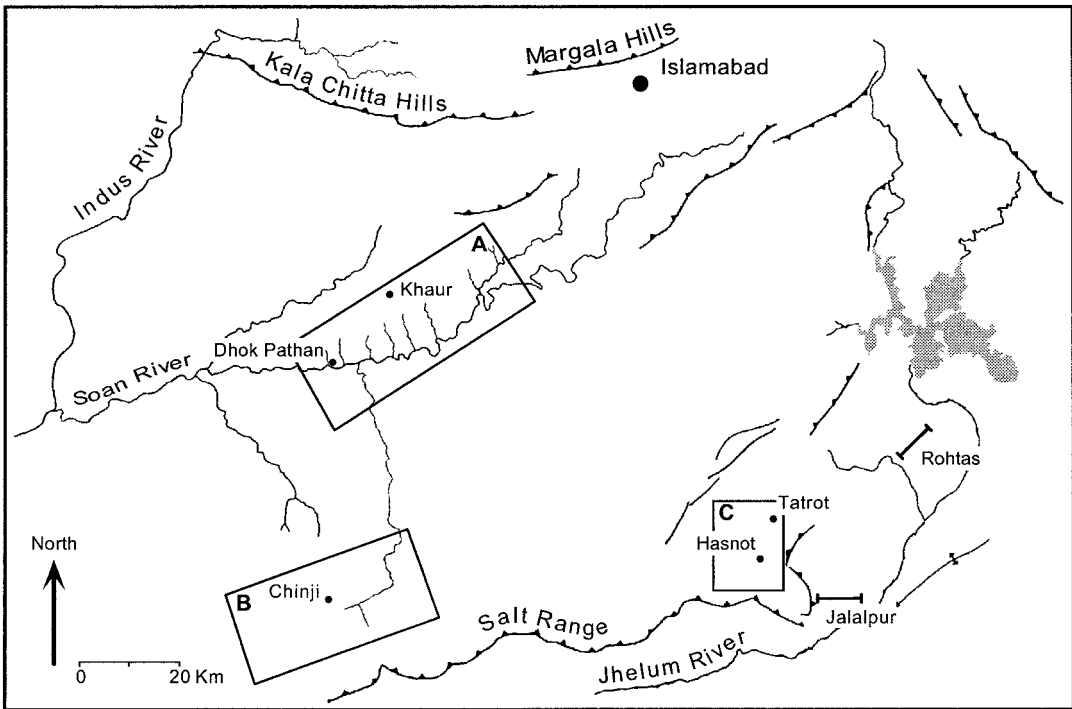 Margala Hills
Islamabad
Kala Chitta Hills
Indus River
A
Khaur
Dhok Pathan
Soan River
Rohtas
C
Tatrot
Hasnot
North
B
Chinji
Salt Range
Jalalpur
Jhelum River
0 20 Km